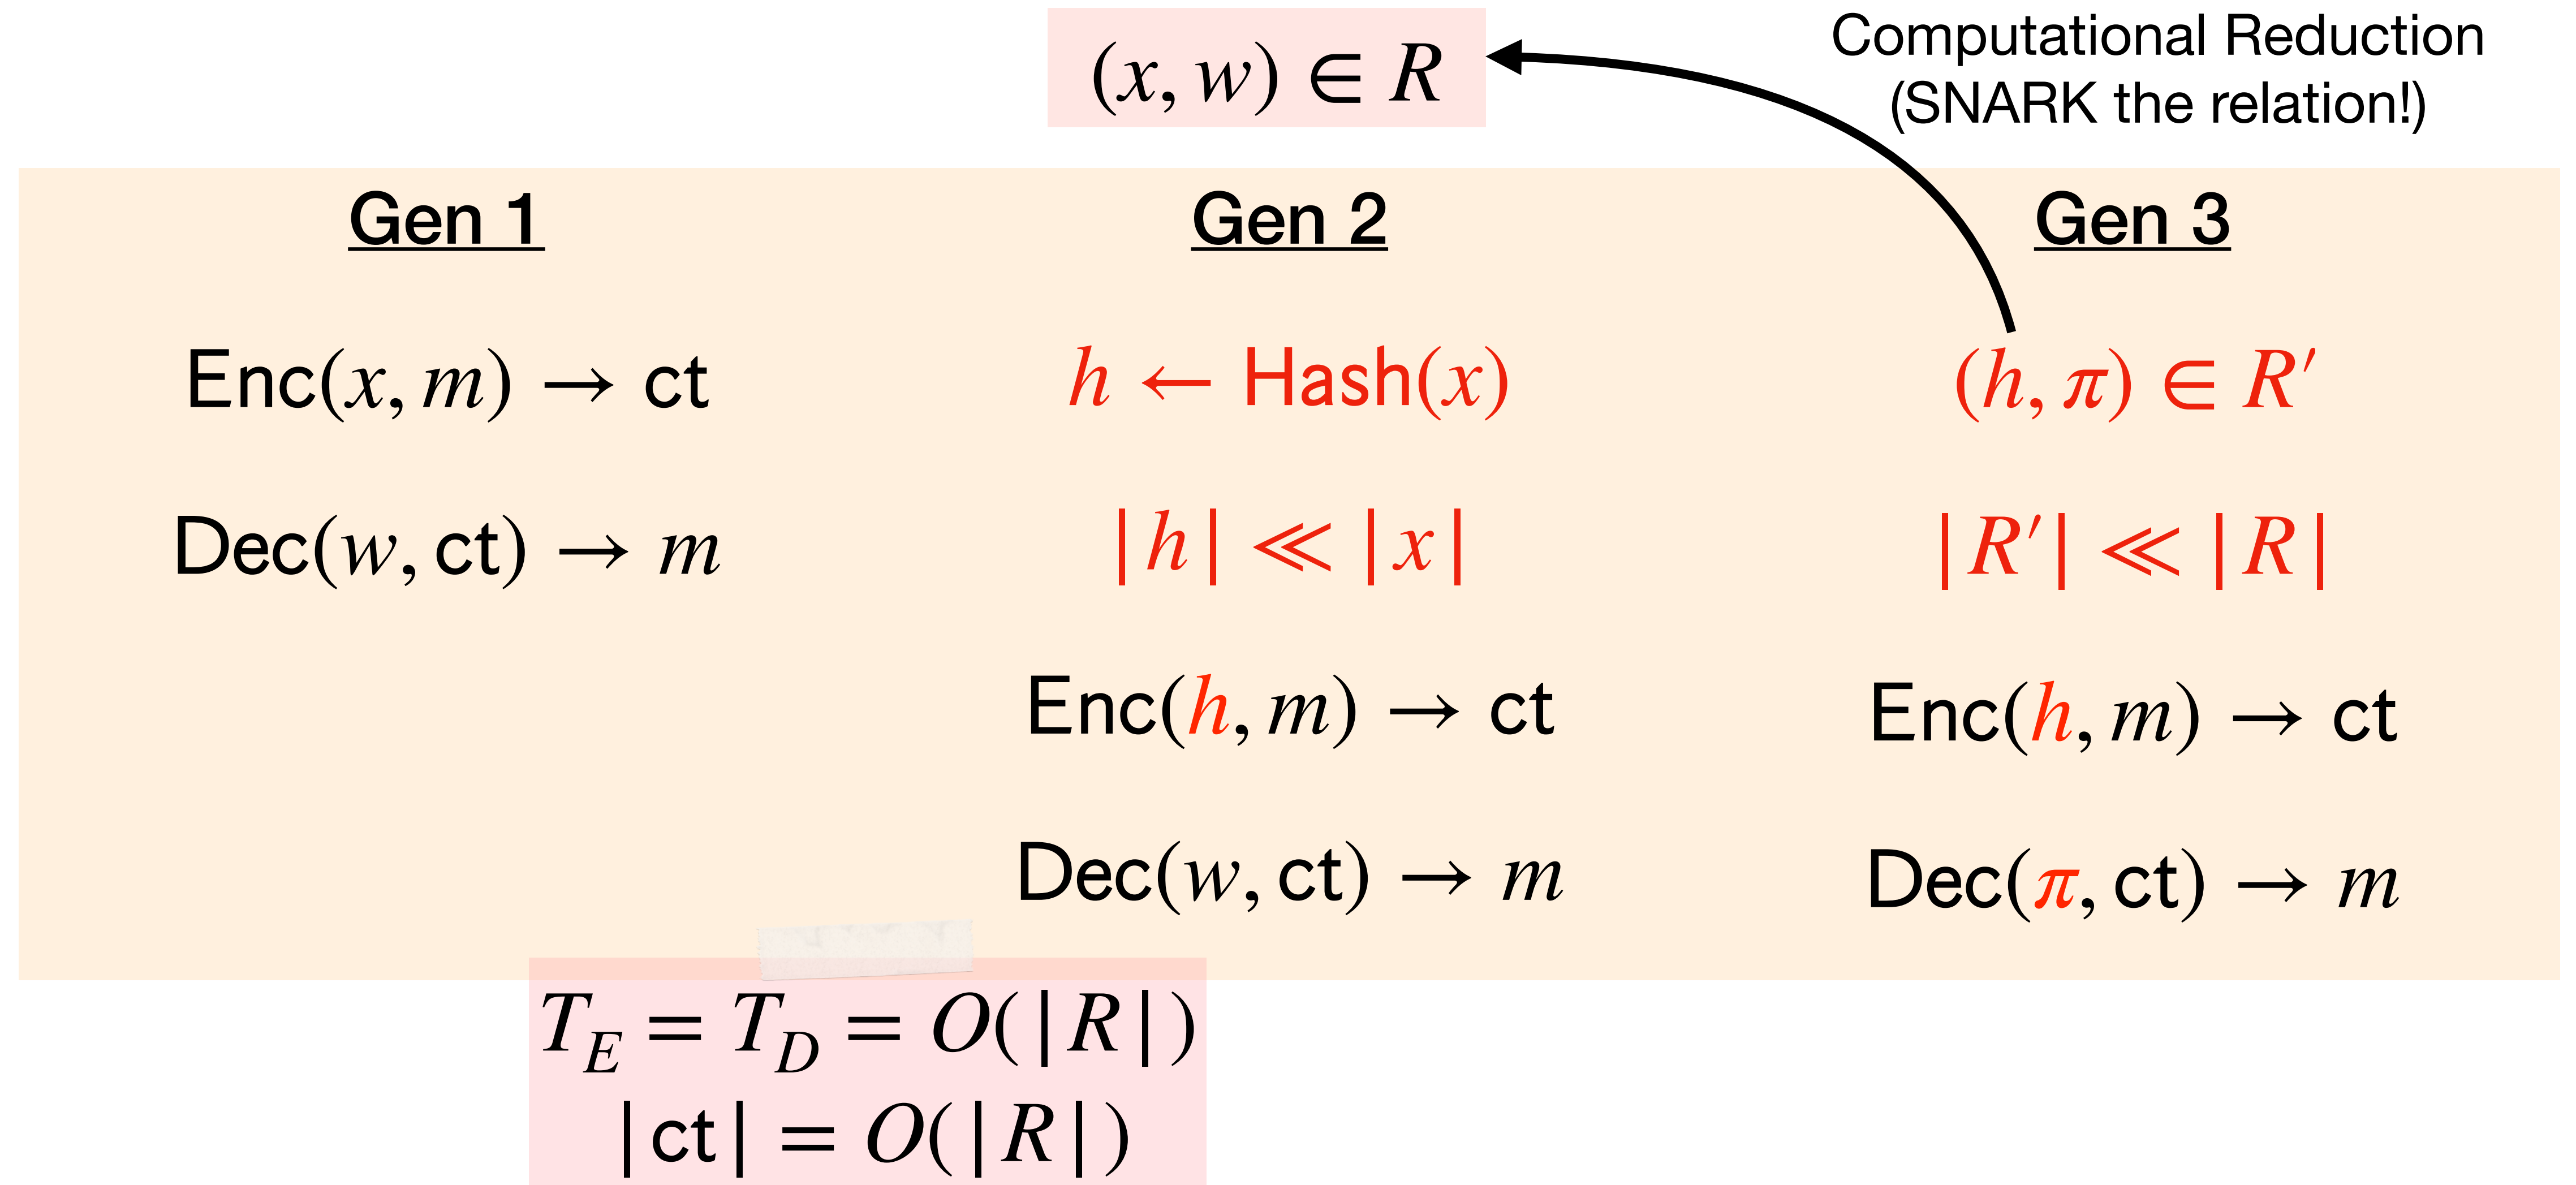 (x, w) ∈ R
Computational Reduction
(SNARK the relation!)
Gen 1
Enc(x, m) → ct
Dec(w, ct) → m
Gen 2
h ← Hash(x)
|h| ≪ |x|
Enc(h, m) → ct
Dec(w, ct) → m
Gen 3
(h, π) ∈ R′
|R′| ≪ |R|
Enc(h, m) → ct
Dec(π, ct) → m
T_E = T_D = O(|R|)
|ct| = O(|R|)